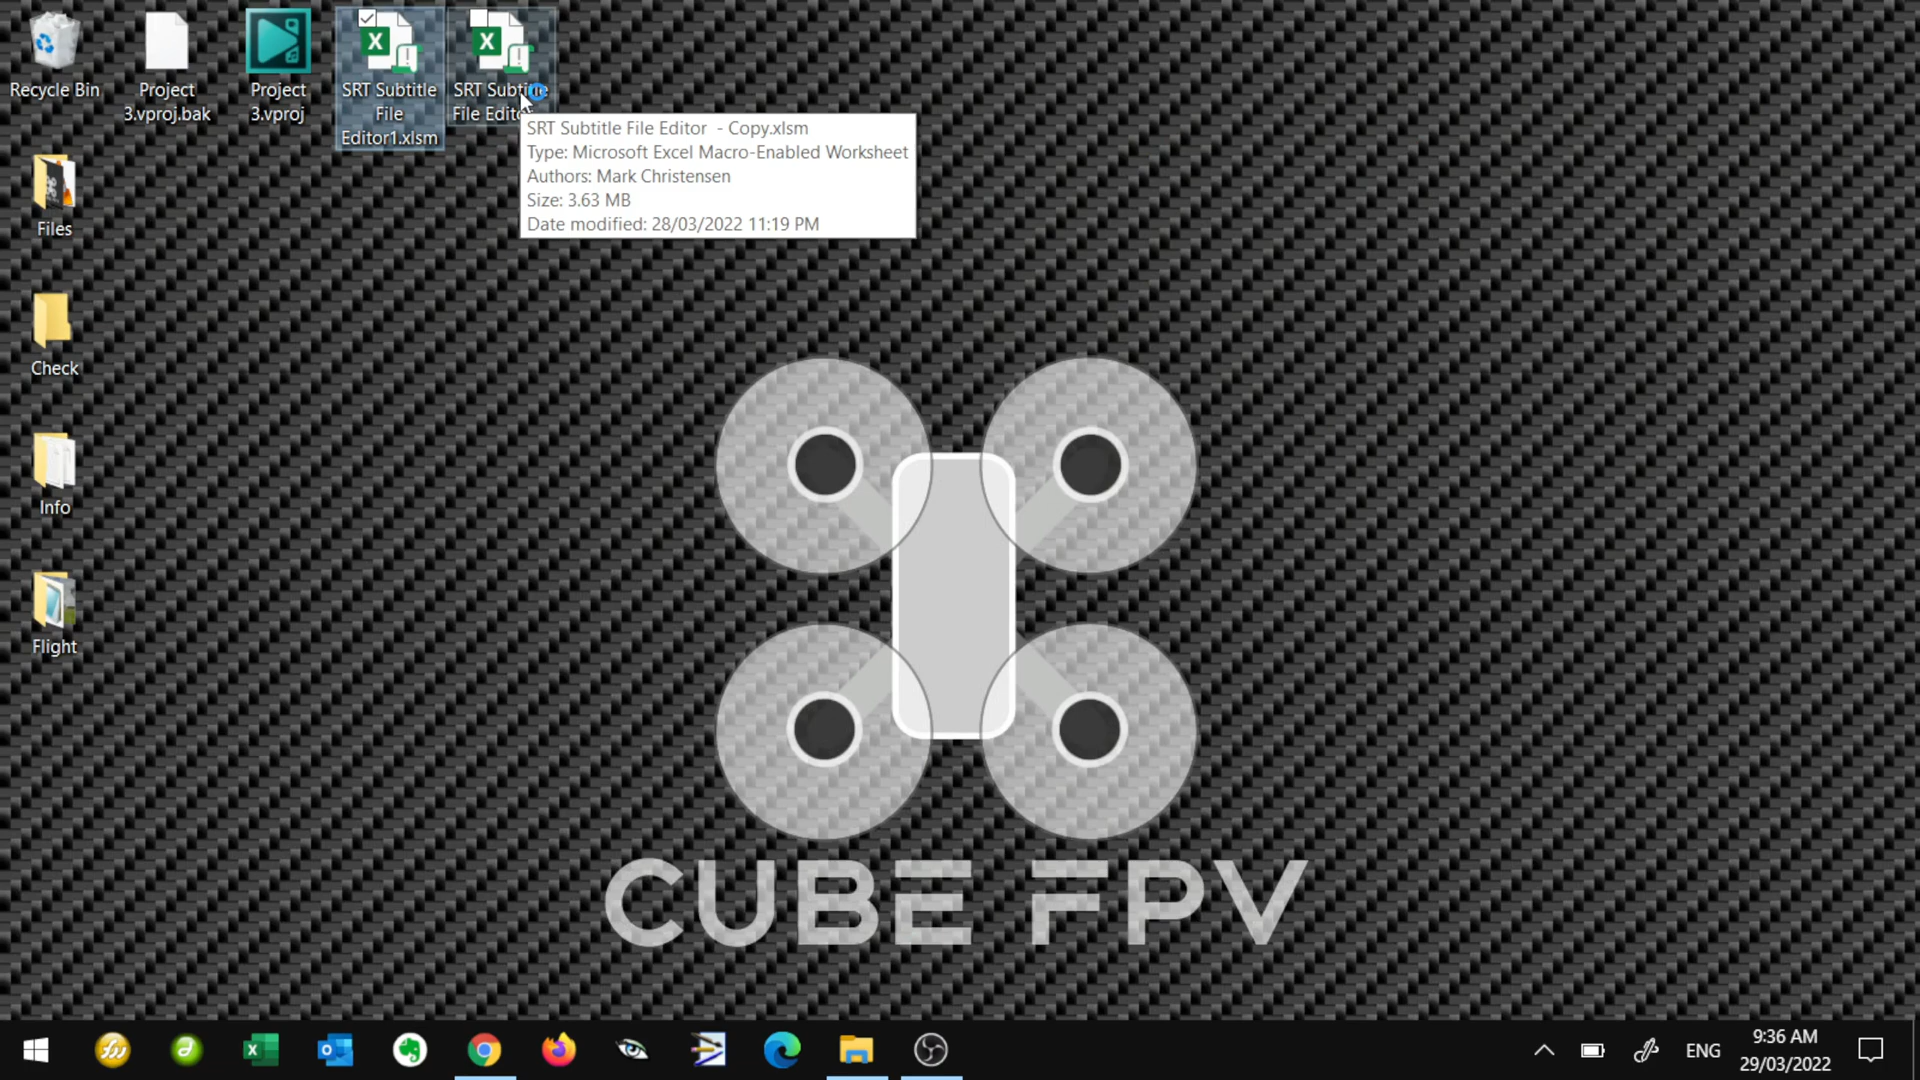 Recycle Bin
Project
3.vproj.bak
Project
3.vproj
SRT Subtitle
File
Editor1.xlsm
SRT Subtitle
File Edito
SRT Subtitle File Editor  - Copy.xlsm
Type: Microsoft Excel Macro-Enabled Worksheet
Authors: Mark Christensen
Size: 3.63 MB
Date modified: 28/03/2022 11:19 PM
Files
Check
Info
Flight
CUBE FPV
ENG
9:36 AM
29/03/2022